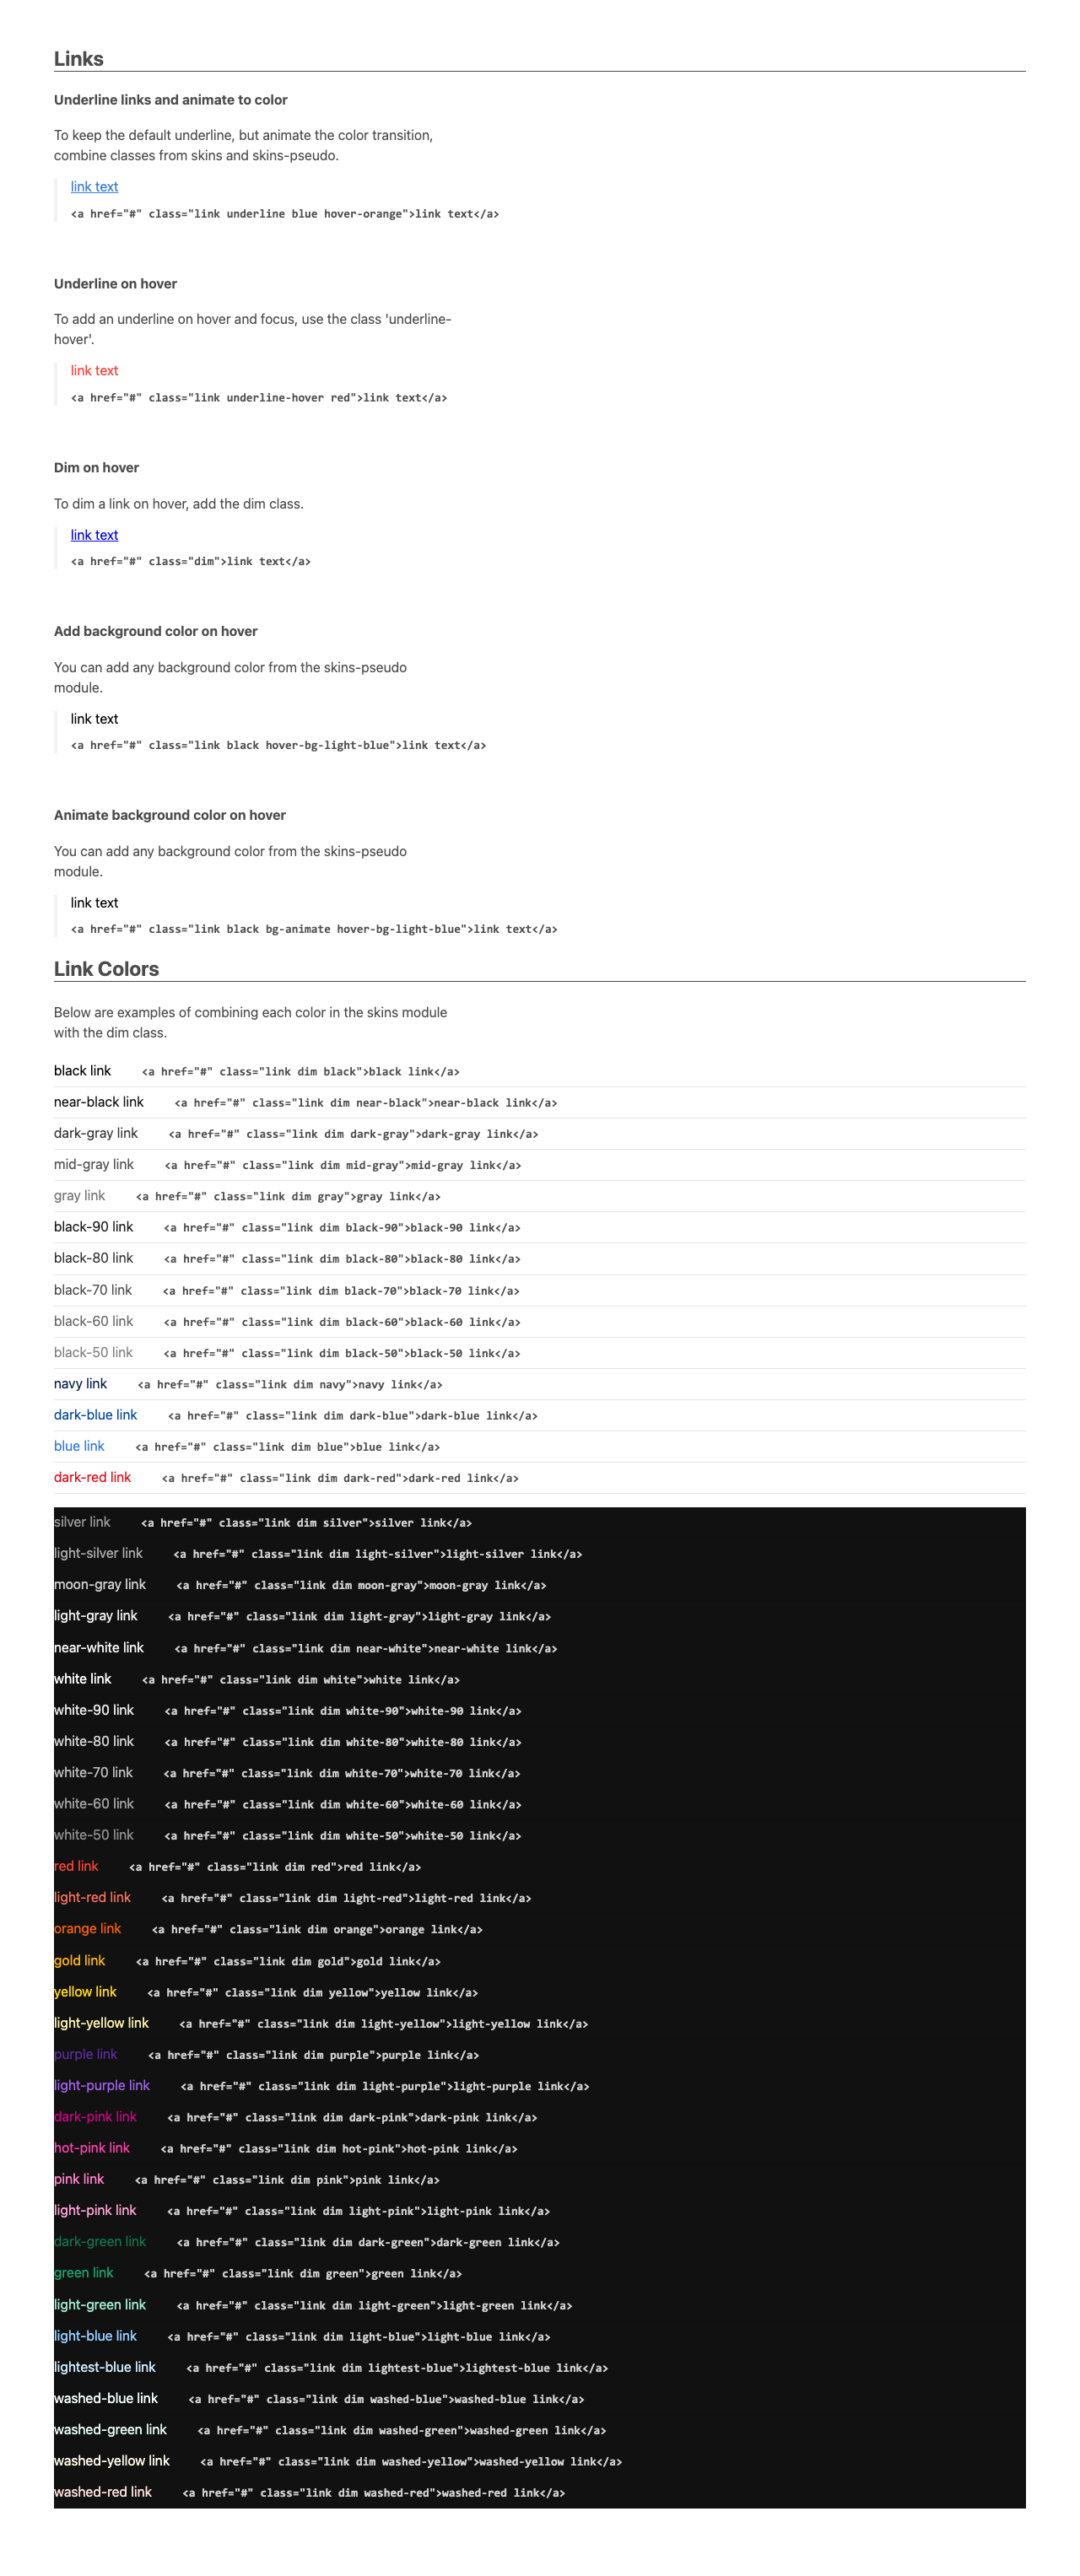 Links
Underline links and animate to color
To keep the default underline, but animate the color transition,
combine classes from skins and skins-pseudo.
link text
<a href="#" class="link underline blue hover-orange">link text</a>
Underline on hover
To add an underline on hover and focus, use the class 'underline-
hover'.
link text
<a href="#" class="link underline-hover red">link text</a>
Dim on hover
To dim a link on hover, add the dim class.
link text
<a href="#" class="dim">link text</a>
Add background color on hover
You can add any background color from the skins-pseudo
module.
link text
<a href="#" class="link black hover-bg-light-blue">link text</a>
Animate background color on hover
You can add any background color from the skins-pseudo
module.
link text
<a href="#" class="link black bg-animate hover-bg-light-blue">link text</a>
Link Colors
Below are examples of combining each color in the skins module
with the dim class.
black link <a href="#" class="link dim black">black link</a>
near-black link <a href="#" class="link dim near-black">near-black link</a>
dark-gray link <a href="#" class="link dim dark-gray">dark-gray link</a>
mid-gray link <a href="#" class="link dim mid-gray">mid-gray link</a>
gray link <a href="#" class="link dim gray">gray link</a>
black-90 link <a href="#" class="link dim black-90">black-90 link</a>
black-80 link <a href="#" class="link dim black-80">black-80 link</a>
black-70 link <a href="#" class="link dim black-70">black-70 link</a>
black-60 link <a href="#" class="link dim black-60">black-60 link</a>
black-50 link <a href="#" class="link dim black-50">black-50 link</a>
navy link <a href="#" class="link dim navy">navy link</a>
dark-blue link <a href="#" class="link dim dark-blue">dark-blue link</a>
blue link <a href="#" class="link dim blue">blue link</a>
dark-red link <a href="#" class="link dim dark-red">dark-red link</a>
silver link <a href="#" class="link dim silver">silver link</a>
light-silver link <a href="#" class="link dim light-silver">light-silver link</a>
moon-gray link <a href="#" class="link dim moon-gray">moon-gray link</a>
light-gray link <a href="#" class="link dim light-gray">light-gray link</a>
near-white link <a href="#" class="link dim near-white">near-white link</a>
white link <a href="#" class="link dim white">white link</a>
white-90 link <a href="#" class="link dim white-90">white-90 link</a>
white-80 link <a href="#" class="link dim white-80">white-80 link</a>
white-70 link <a href="#" class="link dim white-70">white-70 link</a>
white-60 link <a href="#" class="link dim white-60">white-60 link</a>
white-50 link <a href="#" class="link dim white-50">white-50 link</a>
red link <a href="#" class="link dim red">red link</a>
light-red link <a href="#" class="link dim light-red">light-red link</a>
orange link <a href="#" class="link dim orange">orange link</a>
gold link <a href="#" class="link dim gold">gold link</a>
yellow link <a href="#" class="link dim yellow">yellow link</a>
light-yellow link <a href="#" class="link dim light-yellow">light-yellow link</a>
purple link <a href="#" class="link dim purple">purple link</a>
light-purple link <a href="#" class="link dim light-purple">light-purple link</a>
dark-pink link <a href="#" class="link dim dark-pink">dark-pink link</a>
hot-pink link <a href="#" class="link dim hot-pink">hot-pink link</a>
pink link <a href="#" class="link dim pink">pink link</a>
light-pink link <a href="#" class="link dim light-pink">light-pink link</a>
dark-green link <a href="#" class="link dim dark-green">dark-green link</a>
green link <a href="#" class="link dim green">green link</a>
light-green link <a href="#" class="link dim light-green">light-green link</a>
light-blue link <a href="#" class="link dim light-blue">light-blue link</a>
lightest-blue link <a href="#" class="link dim lightest-blue">lightest-blue link</a>
washed-blue link <a href="#" class="link dim washed-blue">washed-blue link</a>
washed-green link <a href="#" class="link dim washed-green">washed-green link</a>
washed-yellow link <a href="#" class="link dim washed-yellow">washed-yellow link</a>
washed-red link <a href="#" class="link dim washed-red">washed-red link</a>